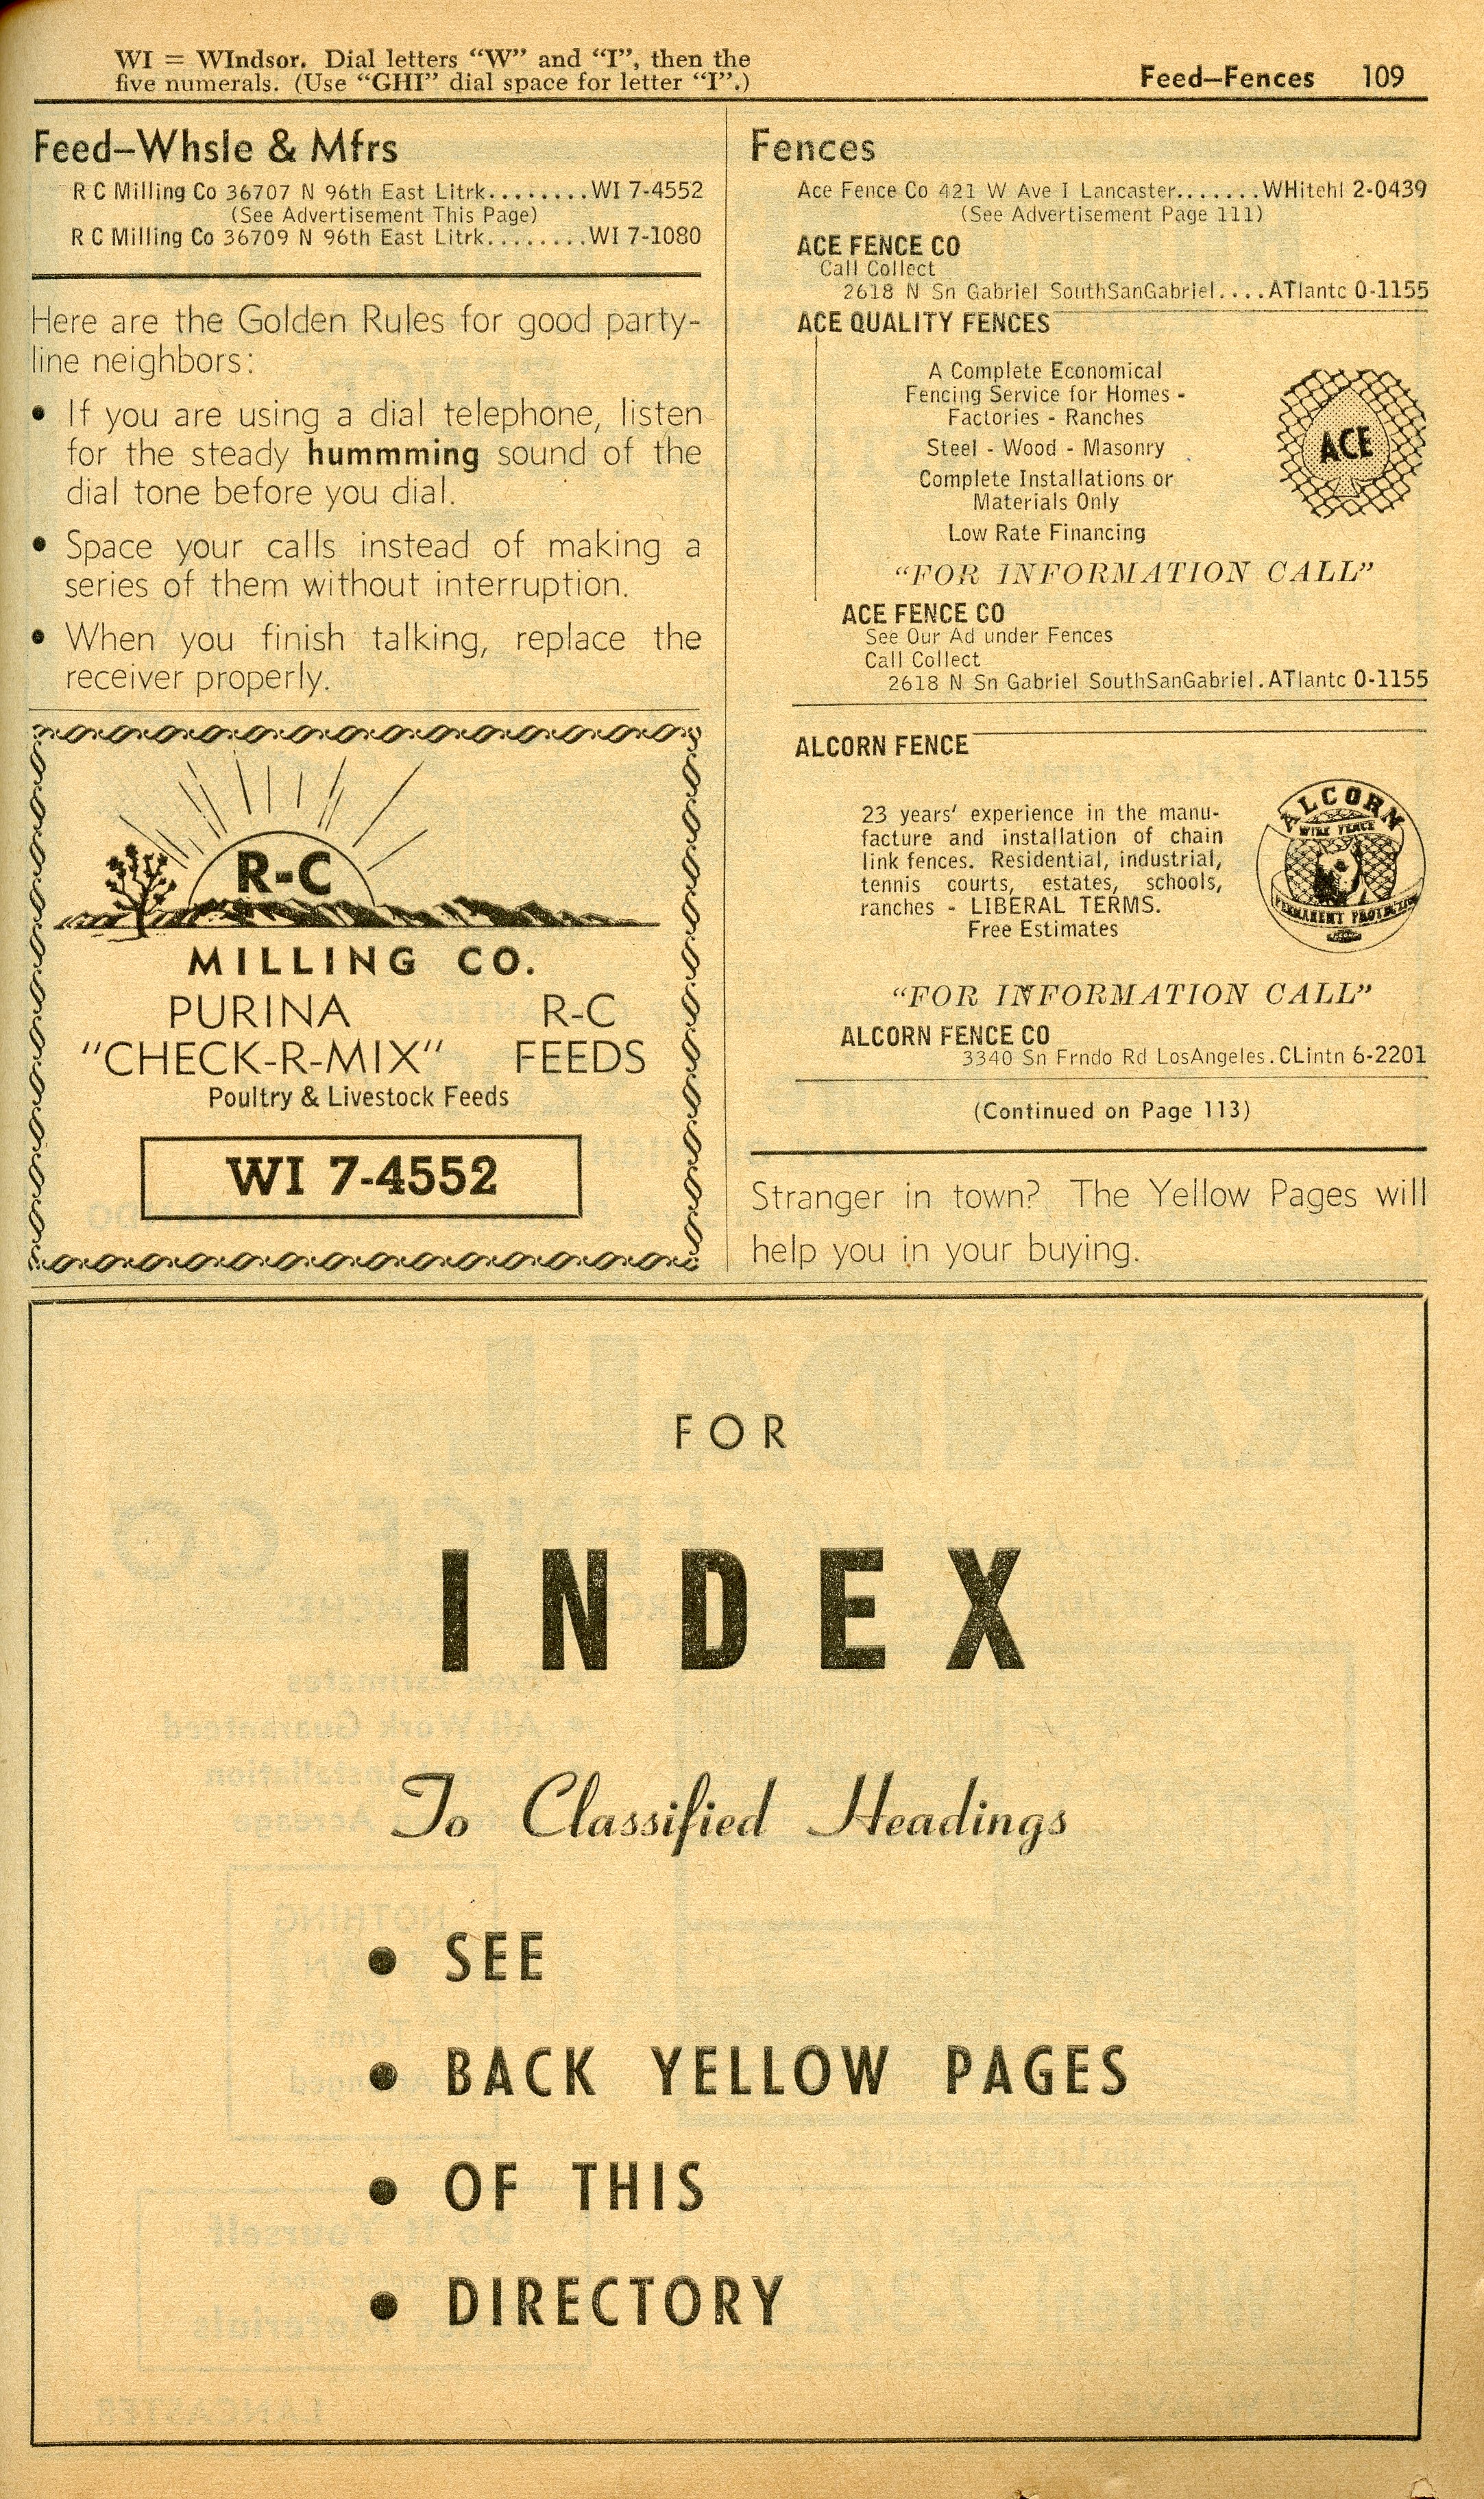 WI = WIndsor. Dial letters “W” and “I”, then the
five numerals. (Use “GHI” dial space for letter “I”.)
Feed—Fences 109
Feed—Whsle & Mfrs
R C Milling Co 36707 N 96th East Litrk........WI 7-4552
(See Advertisement This Page)
R C Milling Co 36709 N 96th East Litrk........WI 7-1080
Here are the Golden Rules for good party-
line neighbors:
• If you are using a dial telephone, listen
for the steady hummming sound of the
dial tone before you dial.
• Space your calls instead of making a
series of them without interruption.
• When you finish talking, replace the
receiver properly.
R-C
MILLING CO.
PURINA R-C
"CHECK-R-MIX" FEEDS
Poultry & Livestock Feeds
WI 7-4552
Fences
Ace Fence Co 421 W Ave I Lancaster.......WHitehl 2-0439
(See Advertisement Page 111)
ACE FENCE CO
Call Collect
2618 N Sn Gabriel SouthSanGabriel....ATlantc 0-1155
ACE QUALITY FENCES
A Complete Economical
Fencing Service for Homes -
Factories - Ranches
Steel - Wood - Masonry
Complete Installations or
Materials Only
Low Rate Financing
ACE
“FOR INFORMATION CALL”
ACE FENCE CO
See Our Ad under Fences
Call Collect
2618 N Sn Gabriel SouthSanGabriel.ATlantc 0-1155
ALCORN FENCE
23 years' experience in the manu-
facture and installation of chain
link fences. Residential, industrial,
tennis courts, estates, schools,
ranches - LIBERAL TERMS.
Free Estimates
ALCORN
WIRE FENCE
PERMANENT PROTECTION
“FOR INFORMATION CALL”
ALCORN FENCE CO
3340 Sn Frndo Rd LosAngeles.CLintn 6-2201
(Continued on Page 113)
Stranger in town? The Yellow Pages will
help you in your buying.
FOR
INDEX
To Classified Headings
• SEE
• BACK YELLOW PAGES
• OF THIS
• DIRECTORY